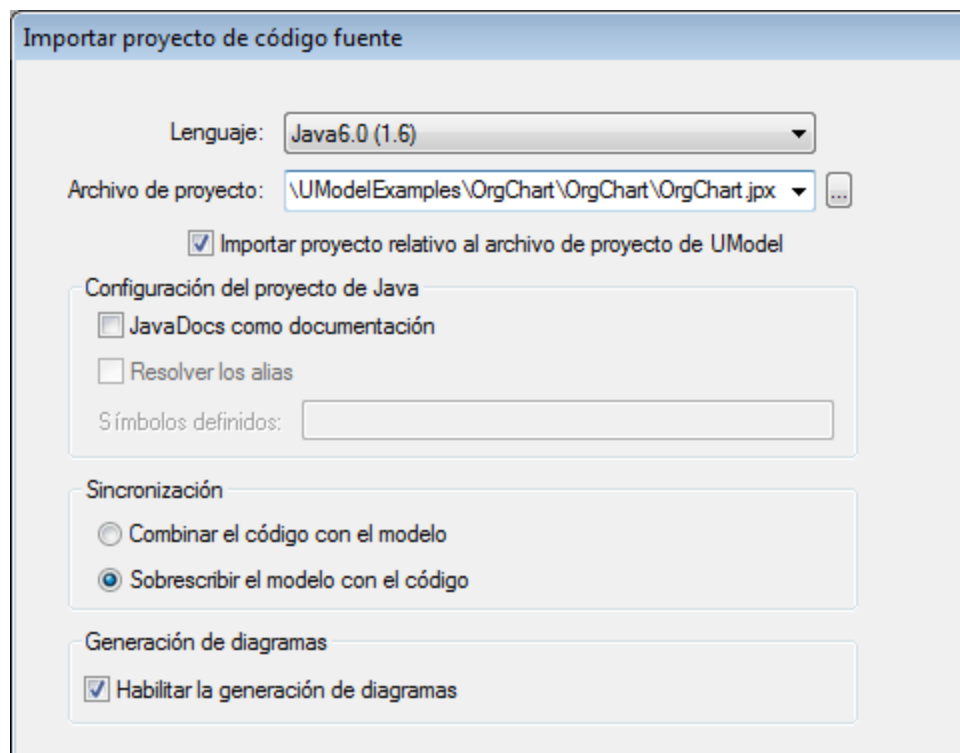 Importar proyecto de código fuente
Lenguaje: Java6.0 (1.6)
Archivo de proyecto: \UModelExamples\OrgChart\OrgChart\OrgChart.jpx ...
Importar proyecto relativo al archivo de proyecto de UModel
Configuración del proyecto de Java
JavaDocs como documentación
Resolver los alias
Símbolos definidos:
Sincronización
Combinar el código con el modelo
Sobrescribir el modelo con el código
Generación de diagramas
Habilitar la generación de diagramas